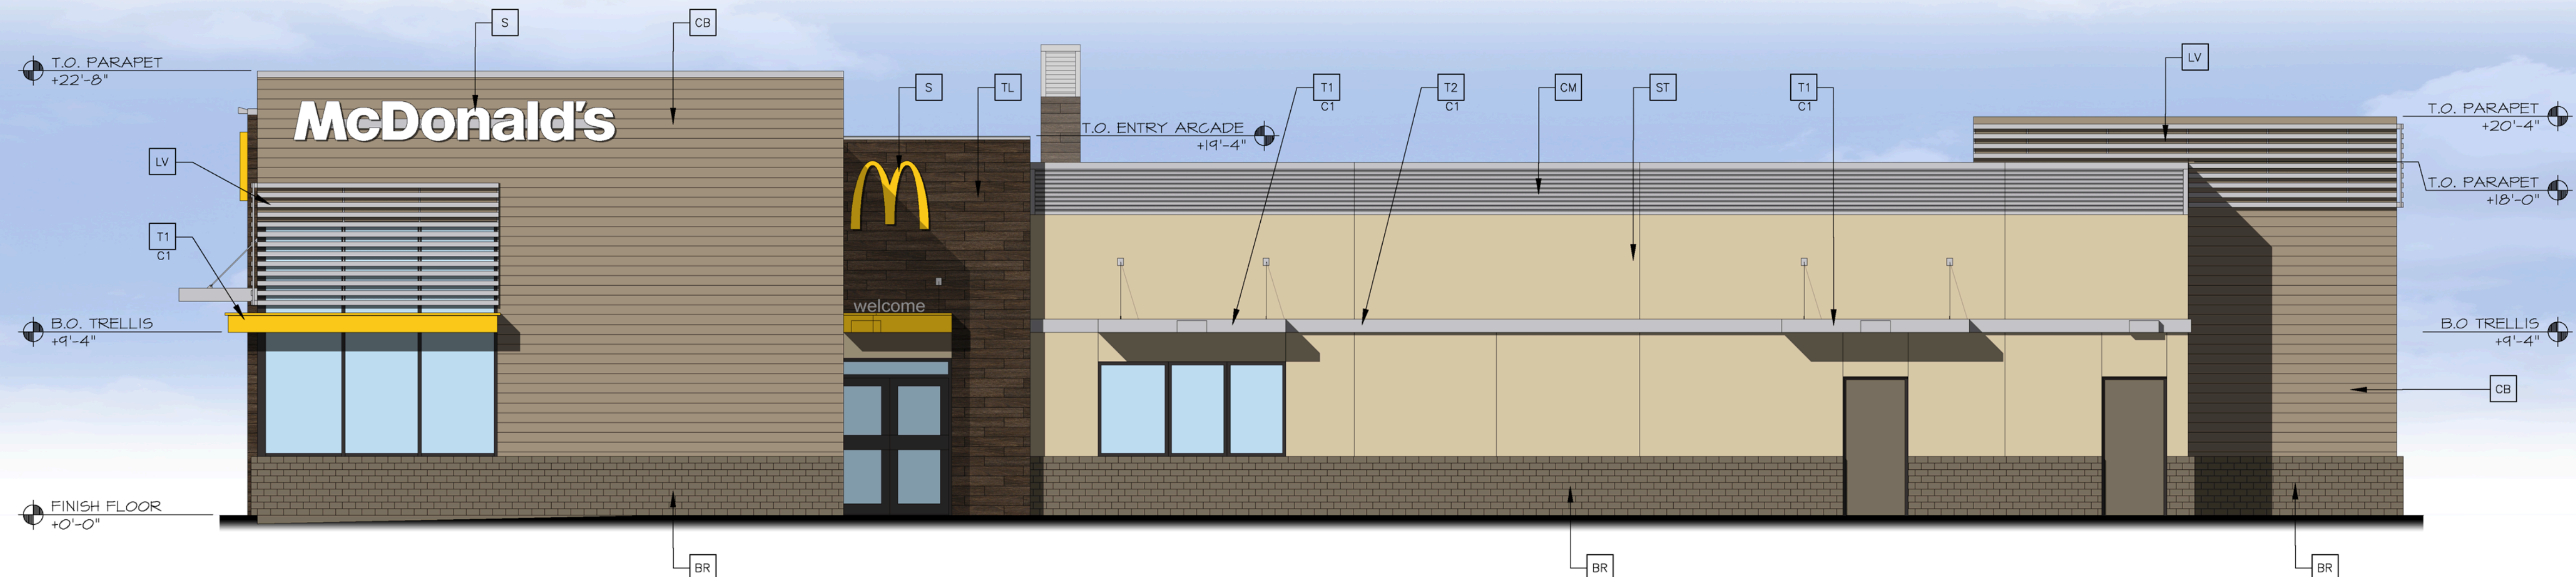 S
CB
T.O. PARAPET
+22'-8"
LV
S
TL
T1
C1
T2
C1
CM
ST
T1
C1
McDonald's
T.O. ENTRY ARCADE
+19'-4"
T.O. PARAPET
+20'-4"
LV
T.O. PARAPET
+18'-0"
T1
C1
welcome
B.O. TRELLIS
+9'-4"
B.O TRELLIS
+9'-4"
CB
FINISH FLOOR
+0'-0"
BR
BR
BR